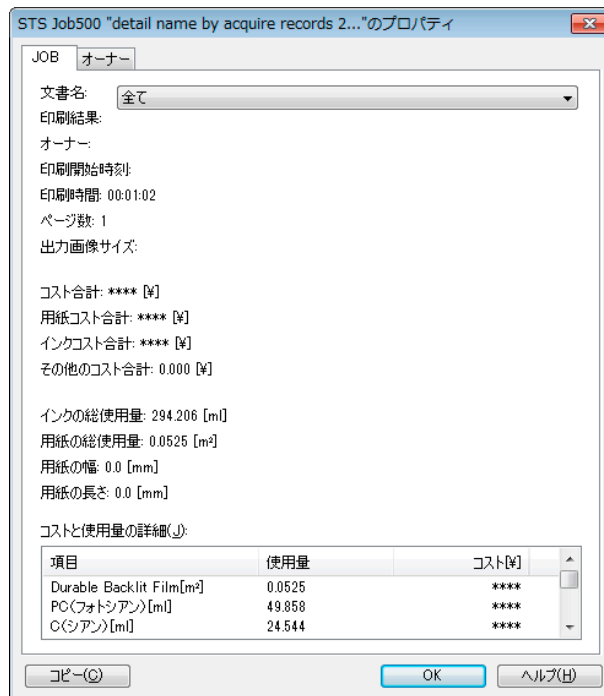 STS Job500 "detail name by acquire records 2..."のプロパティ
JOB オーナー
文書名: 全て
印刷結果:
オーナー:
印刷開始時刻:
印刷時間: 00:01:02
ページ数: 1
出力画像サイズ:
コスト合計: **** [¥]
用紙コスト合計: **** [¥]
インクコスト合計: **** [¥]
その他のコスト合計: 0.000 [¥]
インクの総使用量: 294.206 [ml]
用紙の総使用量: 0.0525 [m²]
用紙の幅: 0.0 [mm]
用紙の長さ: 0.0 [mm]
コストと使用量の詳細(J):
項目 使用量 コスト[¥]
Durable Backlit Film[m²] 0.0525 ****
PC(フォトシアン)[ml] 49.858 ****
C(シアン)[ml] 24.544 ****
コピー(C) OK ヘルプ(H)